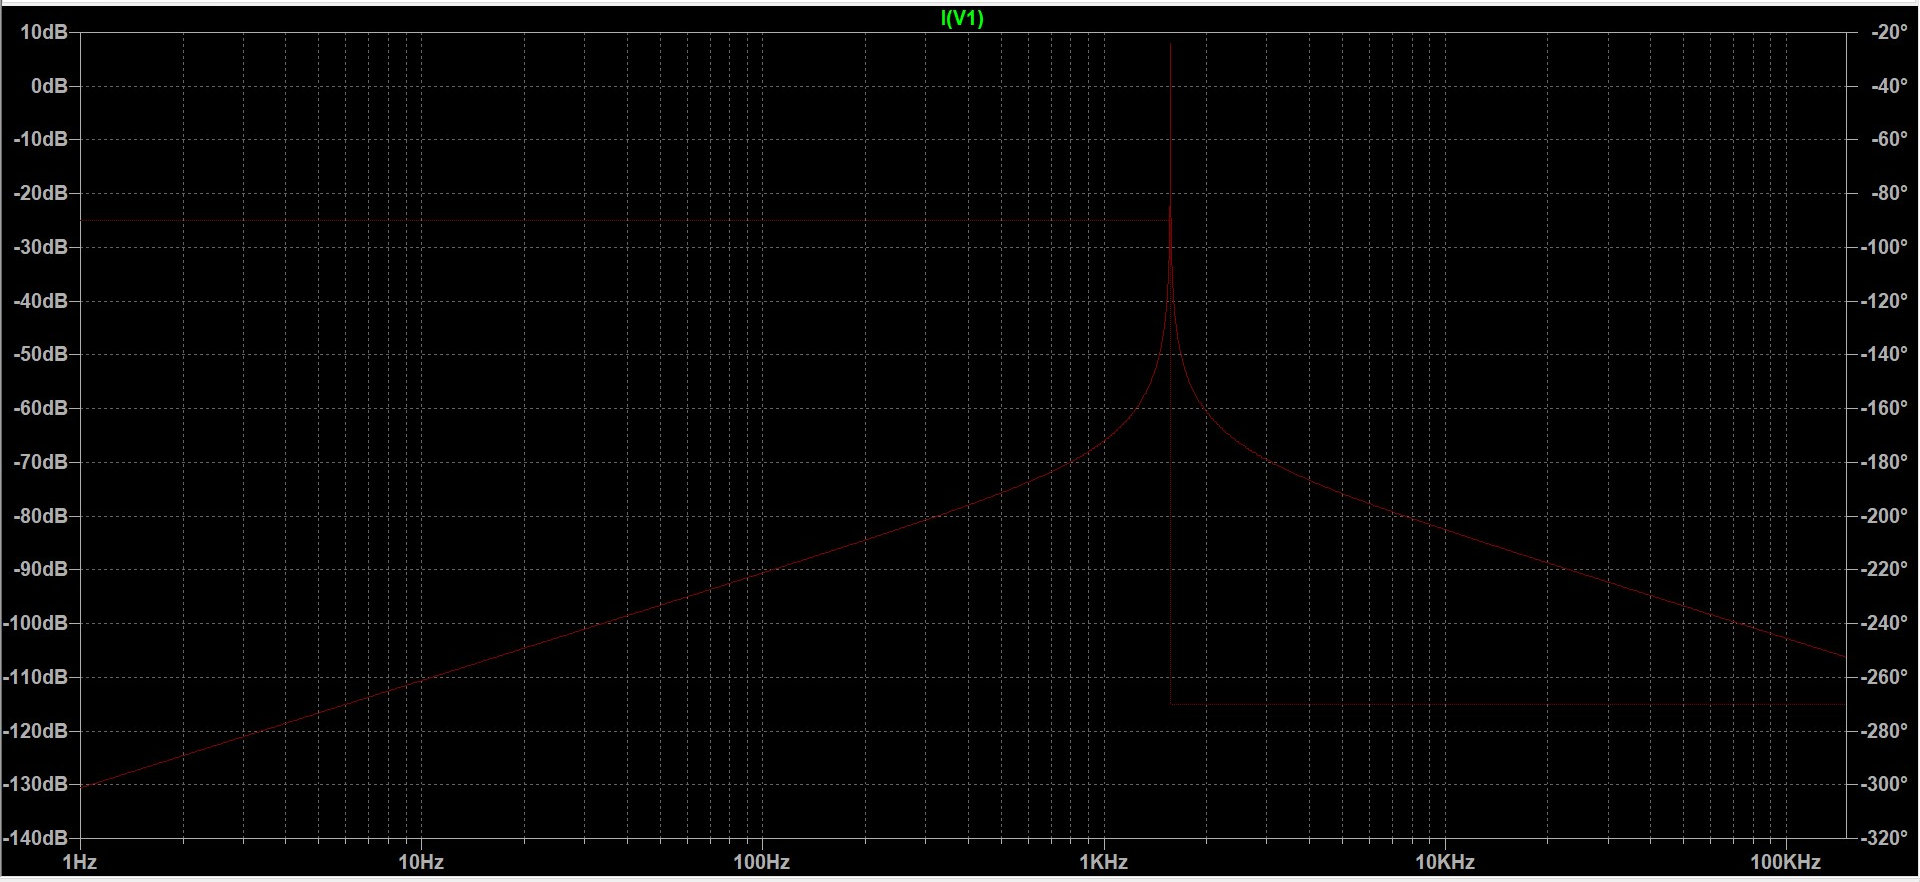 I(V1)
10dB -20°
0dB -40°
-10dB -60°
-20dB -80°
-30dB -100°
-40dB -120°
-50dB -140°
-60dB -160°
-70dB -180°
-80dB -200°
-90dB -220°
-100dB -240°
-110dB -260°
-120dB -280°
-130dB -300°
-140dB -320°
1Hz 10Hz 100Hz 1KHz 10KHz 100KHz